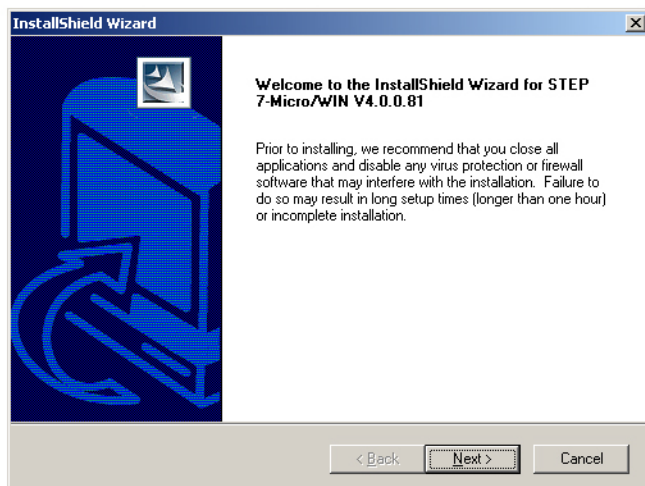 InstallShield Wizard
Welcome to the InstallShield Wizard for STEP
7-Micro/WIN V4.0.0.81
Prior to installing, we recommend that you close all
applications and disable any virus protection or firewall
software that may interfere with the installation. Failure to
do so may result in long setup times (longer than one hour)
or incomplete installation.
< Back
Next >
Cancel